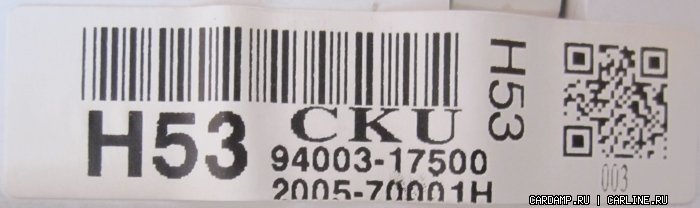 H53
CKU
94003-17500
2005-70001H
H53
003
CARDAMP.RU | CARLINE.RU